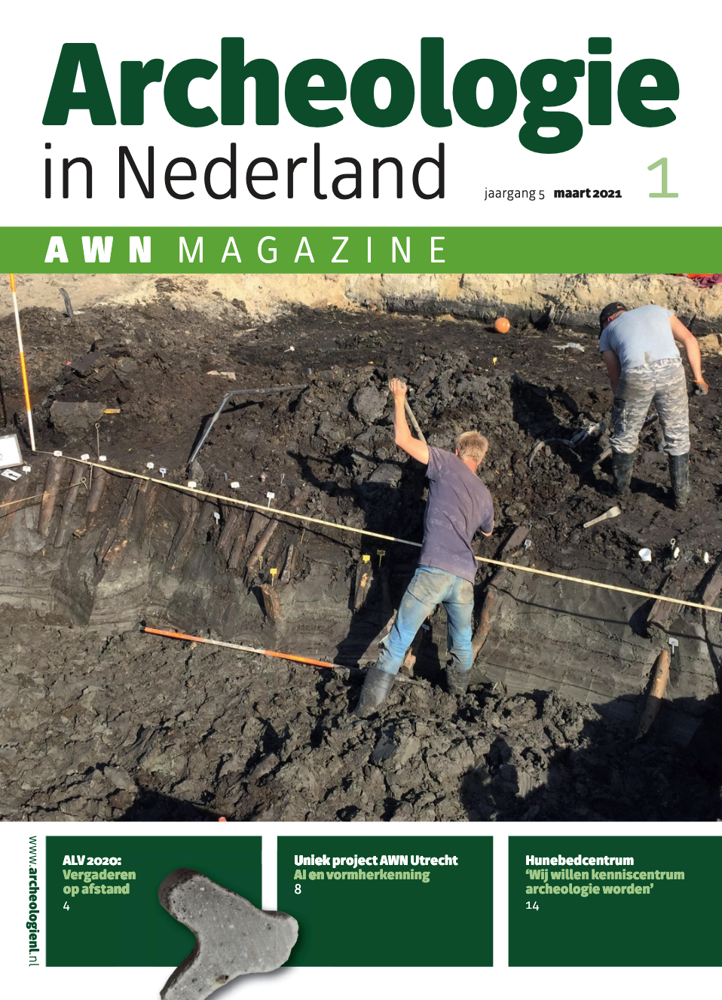 Archeologie
in Nederland
jaargang 5 maart 2021 1
AWN MAGAZINE
www.archeologienl.nl
ALV 2020:
Vergaderen
op afstand
4
Uniek project AWN Utrecht
AI en vormherkenning
8
Hunebedcentrum
‘Wij willen kenniscentrum
archeologie worden’
14